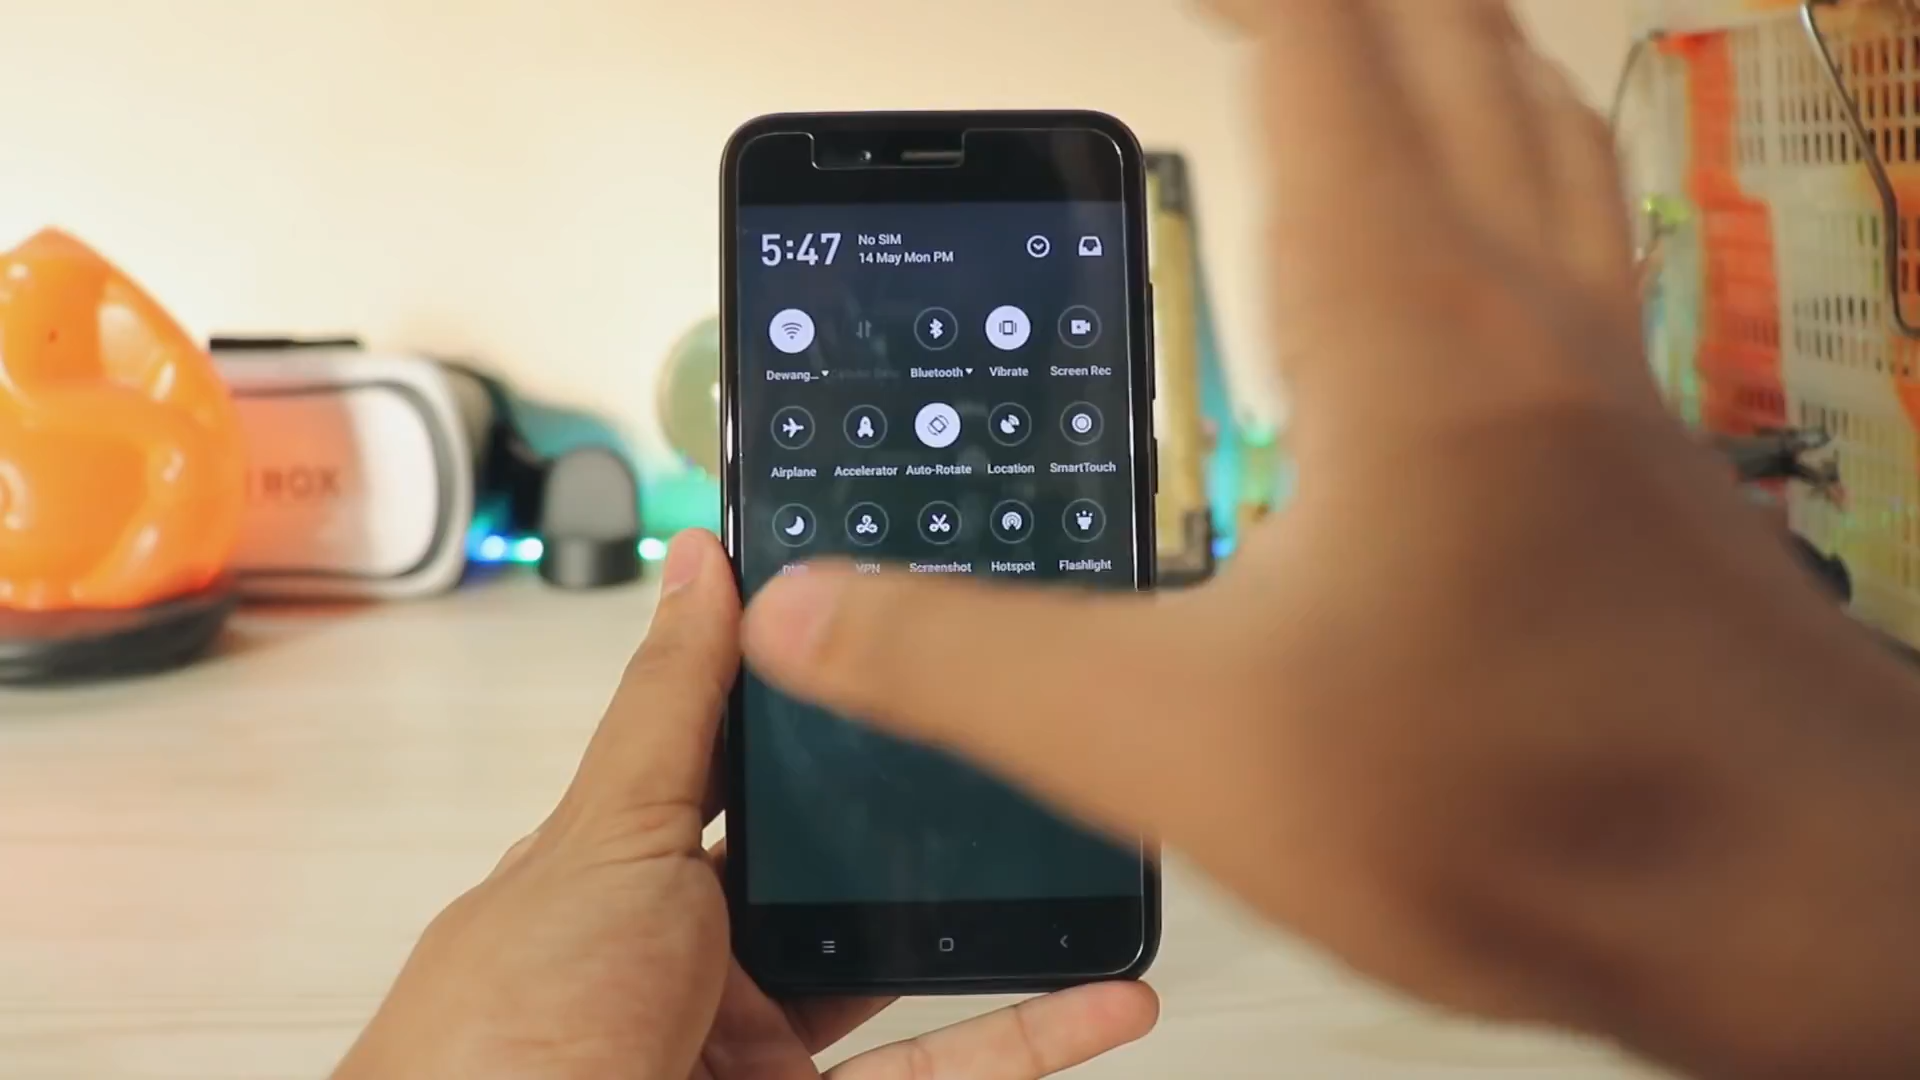 5:47
No SIM
14 May Mon PM
Dewang...
Bluetooth
Vibrate
Screen Rec
Airplane
Accelerator
Auto-Rotate
Location
SmartTouch
VPN
Screenshot
Hotspot
Flashlight